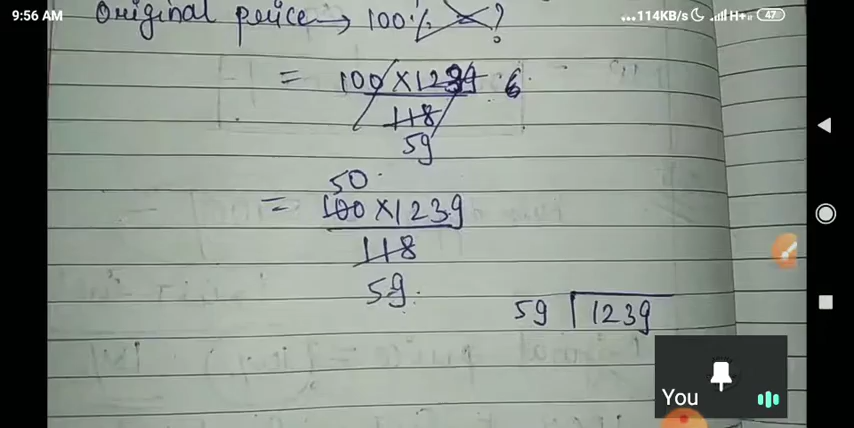 9:56 AM
...114KB/s H+ 47
Original price → 100% = ?
= 100 × 1239 6
118
59
50
= 100 × 1239
118
59
59 1239
You